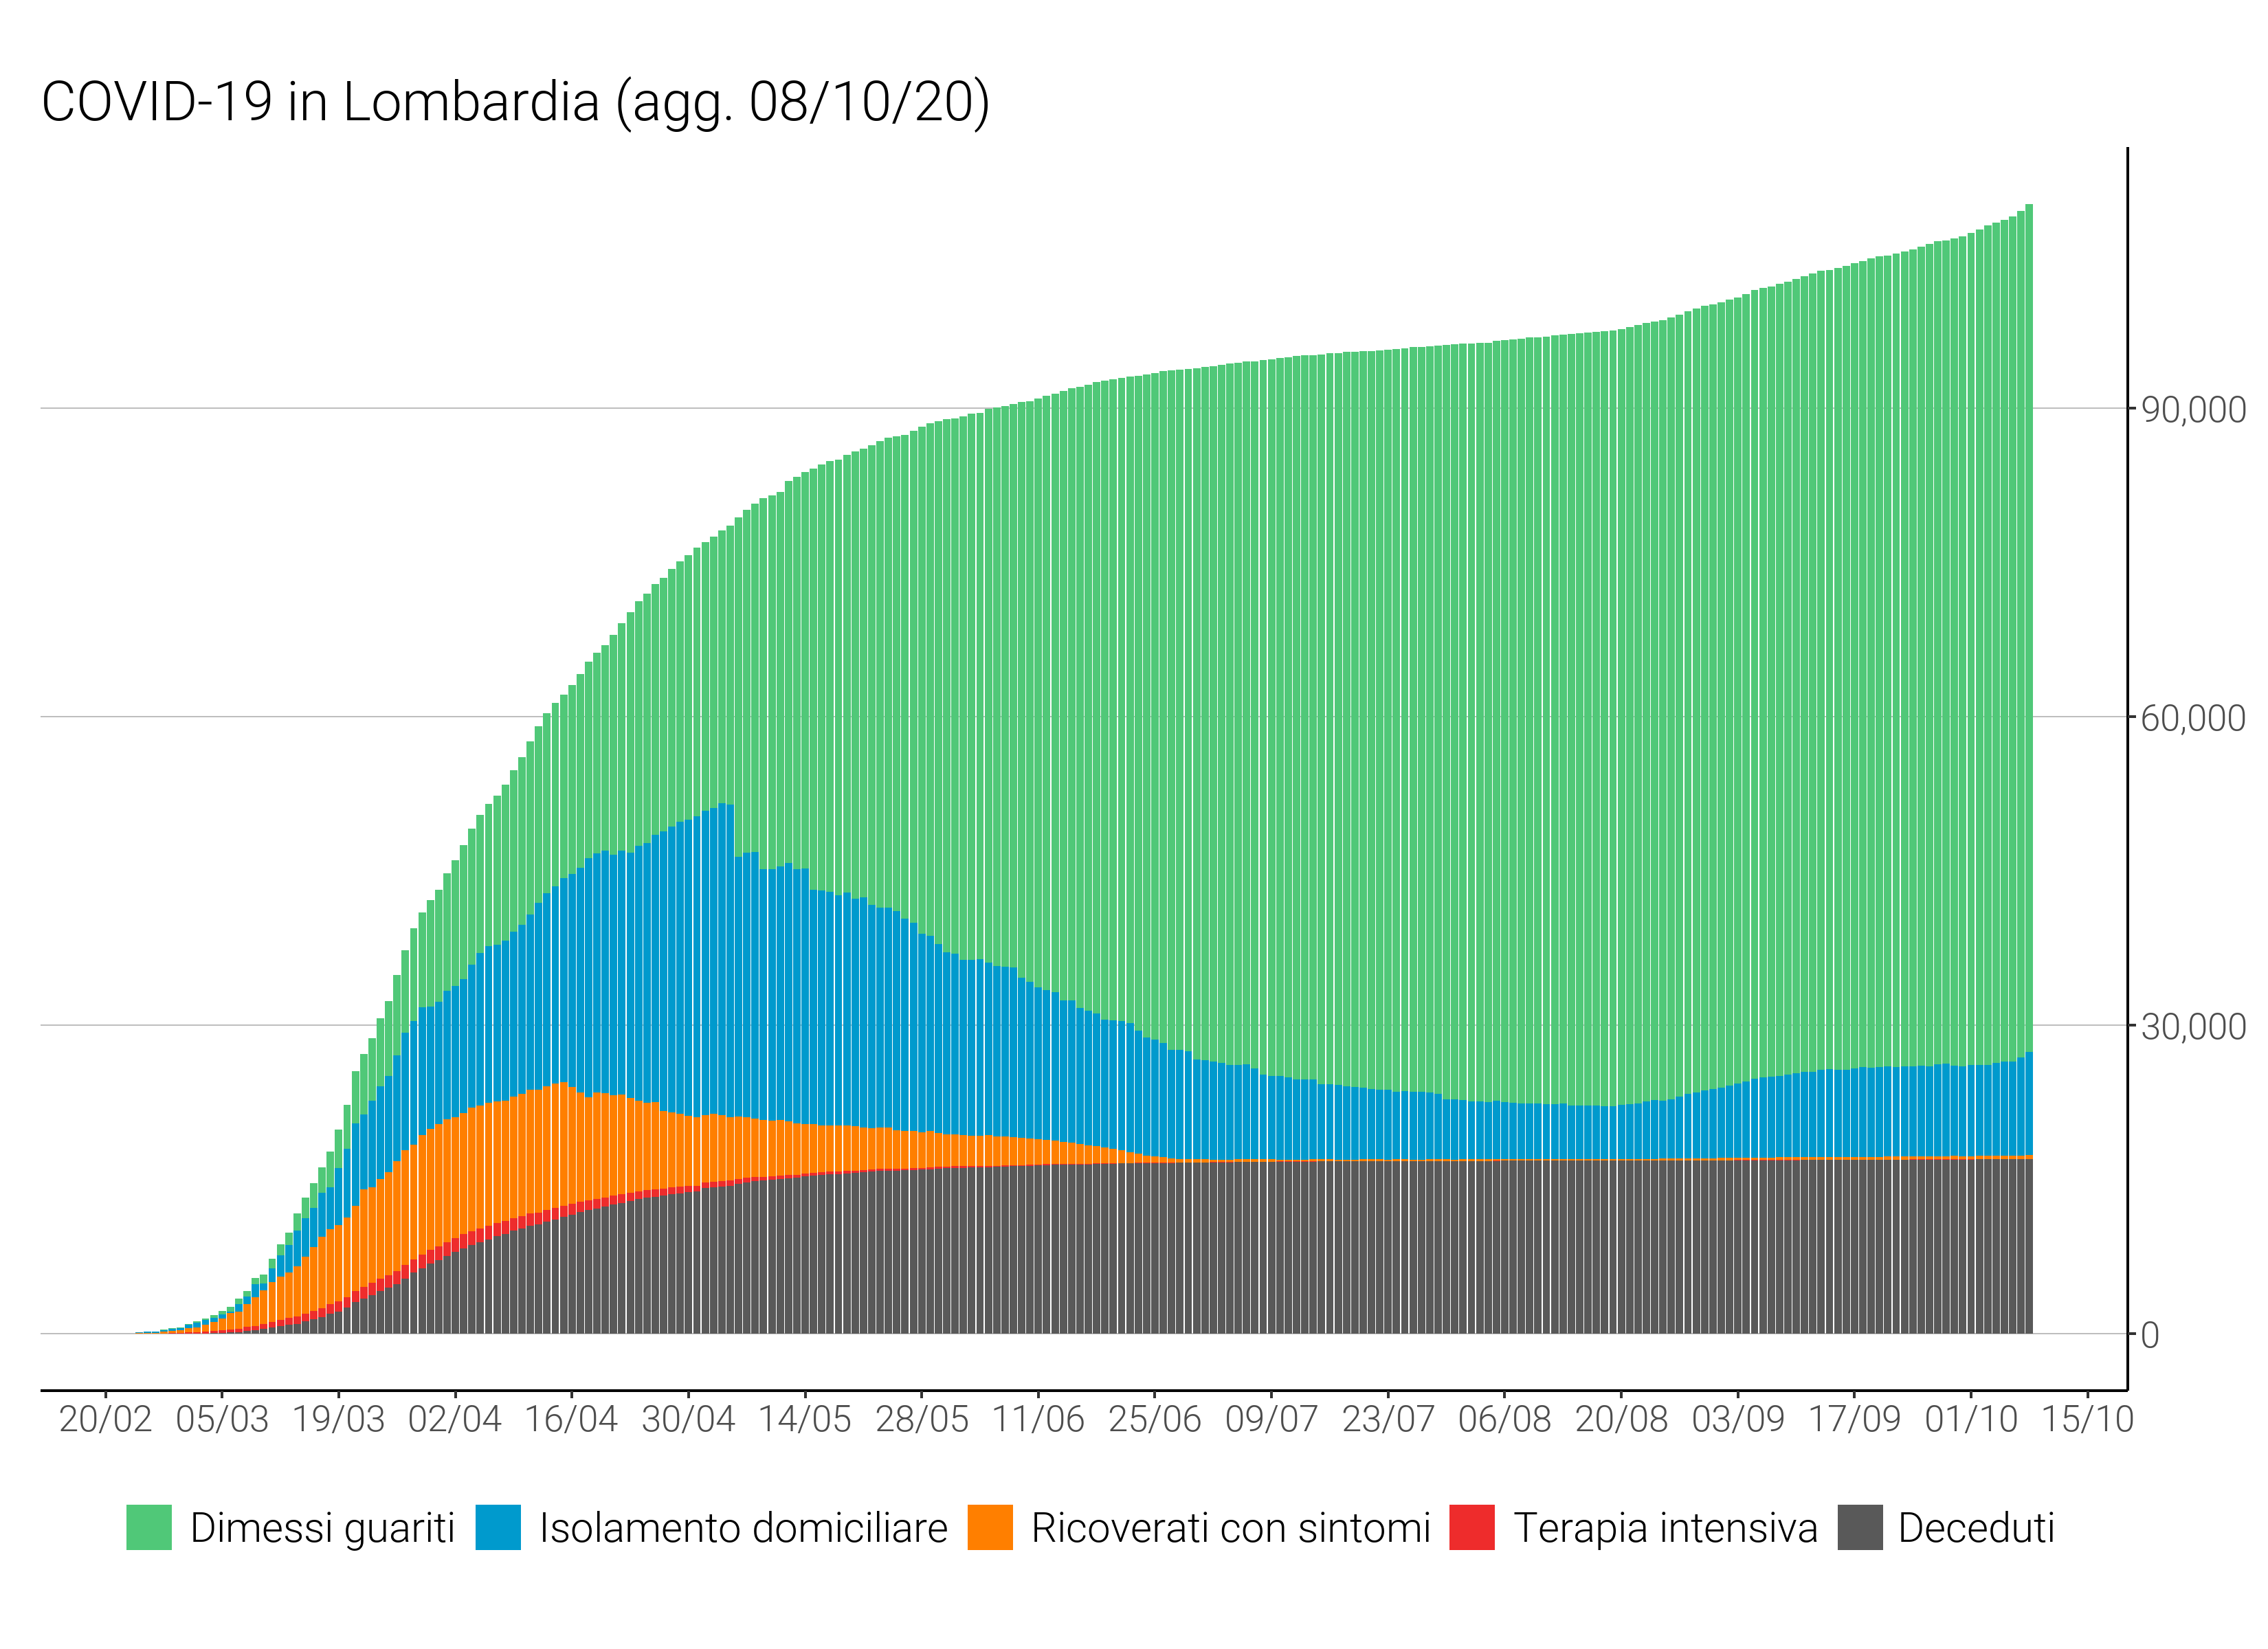 COVID-19 in Lombardia (agg. 08/10/20)
90,000
60,000
30,000
0
20/02 05/03 19/03 02/04 16/04 30/04 14/05 28/05 11/06 25/06 09/07 23/07 06/08 20/08 03/09 17/09 01/10 15/10
Dimessi guariti Isolamento domiciliare Ricoverati con sintomi Terapia intensiva Deceduti